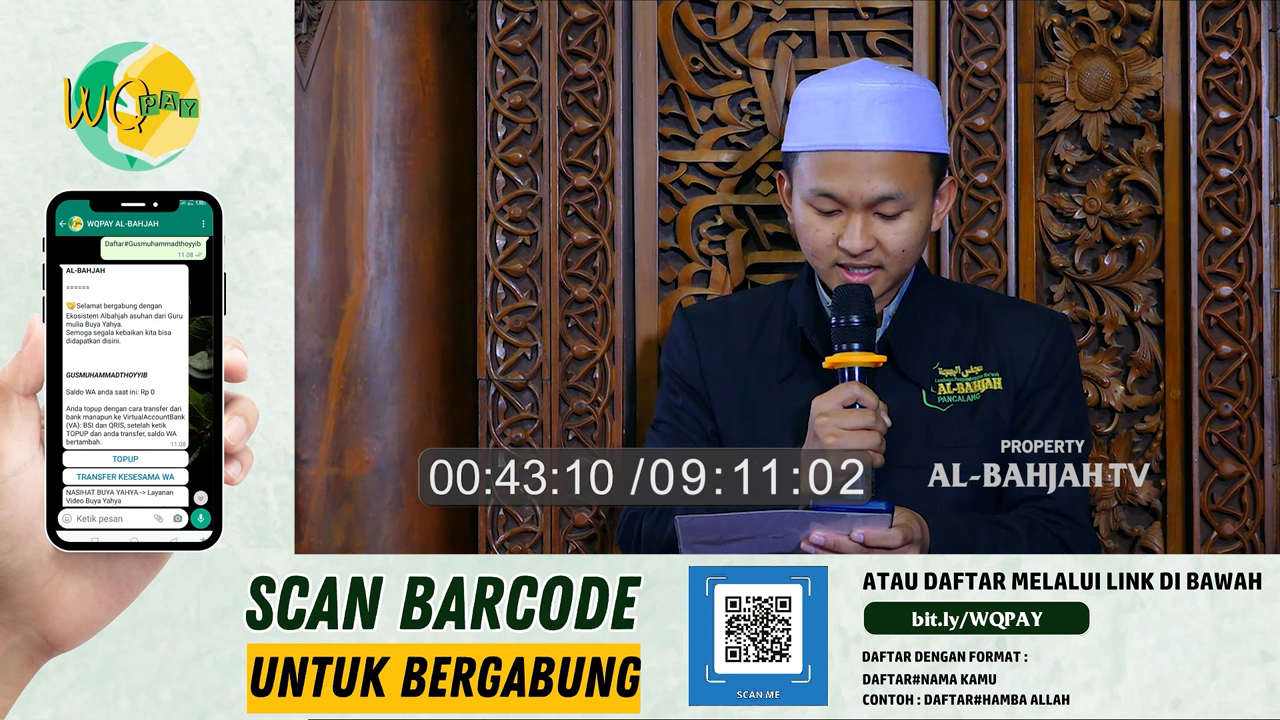 WQ PAY
WQPAY AL-BAHJAH
Daftar#Gusmuhammadthoyyib
11.08
AL-BAHJAH
======
Selamat bergabung dengan
Ekosistem Albahjah asuhan dari Guru
mulia Buya Yahya.
Semoga segala kebaikan kita bisa
didapatkan disini.
GUSMUHAMMADTHOYYIB
Saldo WA anda saat ini: Rp 0
Anda topup dengan cara transfer dari
bank manapun ke VirtualAccountBank
(VA): BSI dan QRIS, setelah ketik
TOPUP dan anda transfer, saldo WA
bertambah.
11.08
TOPUP
TRANSFER KESESAMA WA
NASIHAT BUYA YAHYA -> Layanan
Video Buya Yahya
Ketik pesan
AL-BAHJAH
PANCALANG
PROPERTY
AL-BAHJAH TV
00:43:10 /09:11:02
SCAN BARCODE
UNTUK BERGABUNG
SCAN ME
ATAU DAFTAR MELALUI LINK DI BAWAH
bit.ly/WQPAY
DAFTAR DENGAN FORMAT :
DAFTAR#NAMA KAMU
CONTOH : DAFTAR#HAMBA ALLAH